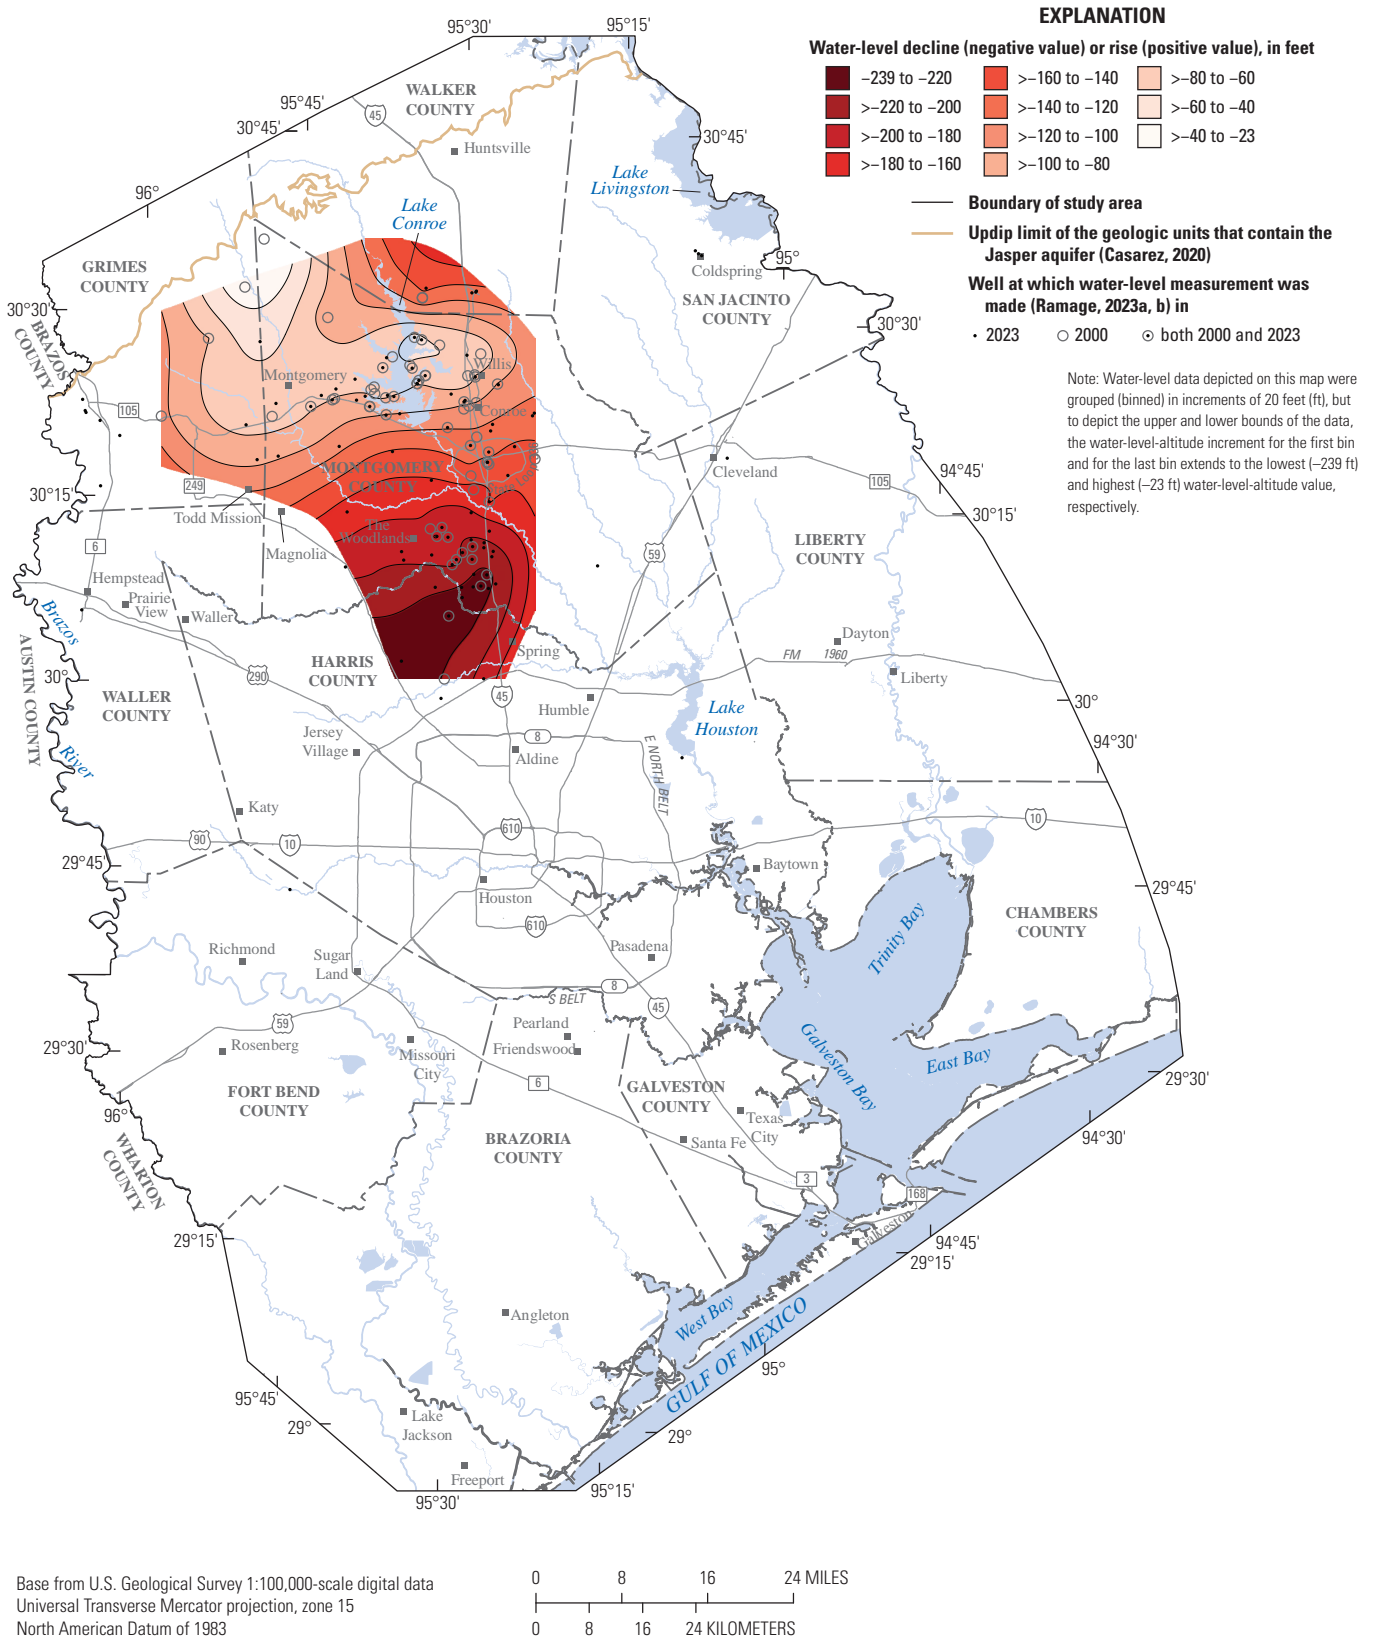 EXPLANATION
Water-level decline (negative value) or rise (positive value), in feet
−239 to −220
>−220 to −200
>−200 to −180
>−180 to −160
>−160 to −140
>−140 to −120
>−120 to −100
>−100 to −80
>−80 to −60
>−60 to −40
>−40 to −23
Boundary of study area
Updip limit of the geologic units that contain the
Jasper aquifer (Casarez, 2020)
Well at which water-level measurement was
made (Ramage, 2023a, b) in
2023
2000
both 2000 and 2023
Note: Water-level data depicted on this map were
grouped (binned) in increments of 20 feet (ft), but
to depict the upper and lower bounds of the data,
the water-level-altitude increment for the first bin
and for the last bin extends to the lowest (–239 ft)
and highest (–23 ft) water-level-altitude value,
respectively.
95°30'
95°15'
95°45'
30°45'
96°
30°30'
30°15'
30°
29°45'
29°30'
96°
29°15'
95°45'
29°
95°30'
95°15'
29°
95°
29°15'
94°45'
94°30'
29°30'
29°45'
94°30'
30°
30°15'
94°45'
30°30'
95°
30°45'
WALKER
COUNTY
45
Huntsville
Lake
Livingston
Lake
Conroe
GRIMES
COUNTY
Coldspring
SAN JACINTO
COUNTY
BRAZOS
COUNTY
Montgomery
Willis
Conroe
105
MONTGOMERY
COUNTY
249
Todd Mission
Magnolia
The
Woodlands
Cleveland
105
59
LIBERTY
COUNTY
6
Hempstead
Prairie
View
Waller
Brazos
River
AUSTIN COUNTY
WALLER
COUNTY
HARRIS
COUNTY
290
Spring
45
Dayton
FM 1960
Liberty
Humble
Lake
Houston
Jersey
Village
8
Aldine
E NORTH BELT
Katy
90
10
610
10
Baytown
Houston
610
Pasadena
Trinity Bay
CHAMBERS
COUNTY
Richmond
Sugar
Land
8
S BELT
45
59
Rosenberg
Missouri
City
Pearland
Friendswood
6
Galveston Bay
East Bay
FORT BEND
COUNTY
GALVESTON
COUNTY
Texas
City
Santa Fe
WHARTON
COUNTY
BRAZORIA
COUNTY
3
168
Galveston
Angleton
West Bay
GULF OF MEXICO
Lake
Jackson
Freeport
Base from U.S. Geological Survey 1:100,000-scale digital data
Universal Transverse Mercator projection, zone 15
North American Datum of 1983
0 8 16 24 MILES
0 8 16 24 KILOMETERS